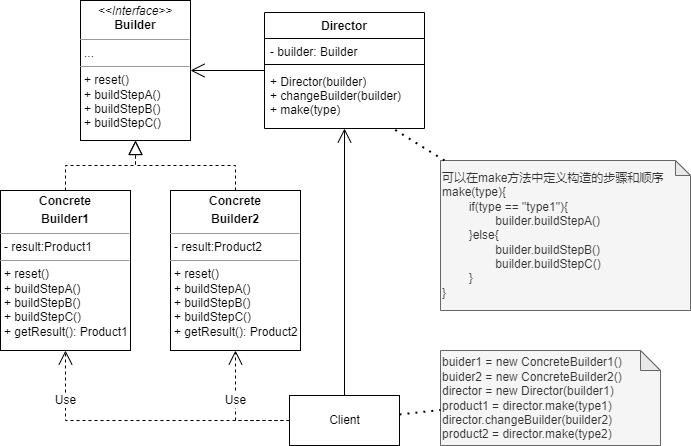 <<Interface>>
Builder
...
+ reset()
+ buildStepA()
+ buildStepB()
+ buildStepC()
Director
- builder: Builder
+ Director(builder)
+ changeBuilder(builder)
+ make(type)
可以在make方法中定义构造的步骤和顺序
make(type){
if(type == "type1"){
builder.buildStepA()
}else{
builder.buildStepB()
builder.buildStepC()
}
}
Concrete
Builder1
- result:Product1
+ reset()
+ buildStepA()
+ buildStepB()
+ buildStepC()
+ getResult(): Product1
Concrete
Builder2
- result:Product2
+ reset()
+ buildStepA()
+ buildStepB()
+ buildStepC()
+ getResult(): Product2
Use
Use
Client
buider1 = new ConcreteBuilder1()
buider2 = new ConcreteBuilder2()
director = new Director(builder1)
product1 = director.make(type1)
director.changeBuilder(builder2)
product2 = director.make(type2)